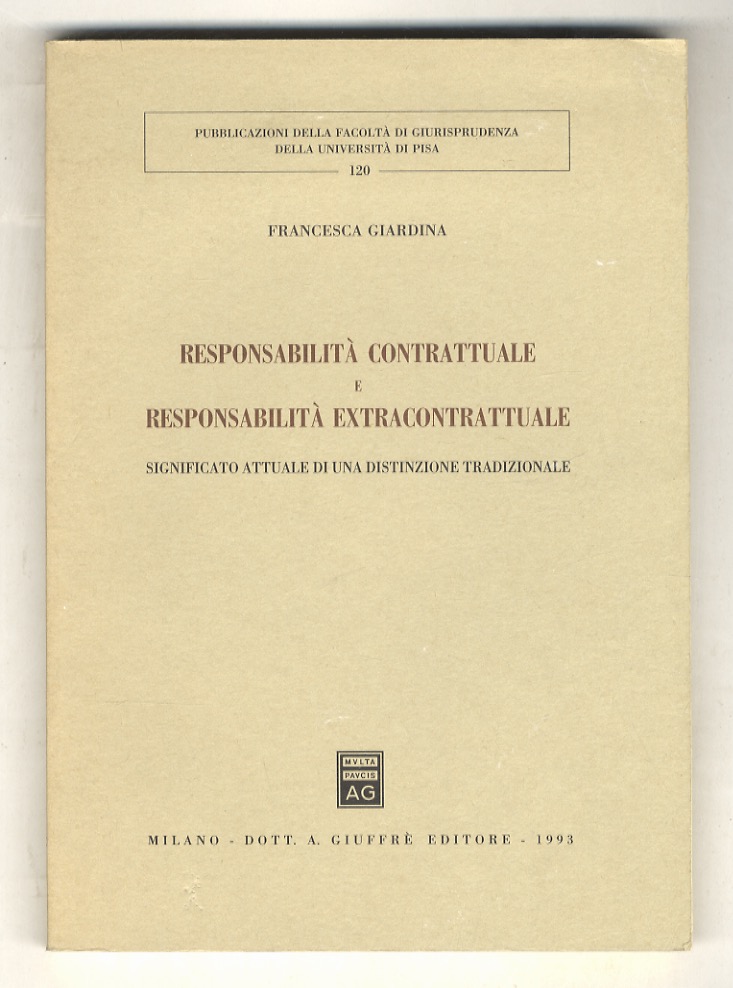 PUBBLICAZIONI DELLA FACOLTÀ DI GIURISPRUDENZA
DELLA UNIVERSITÀ DI PISA
120
FRANCESCA GIARDINA
RESPONSABILITÀ CONTRATTUALE
E
RESPONSABILITÀ EXTRACONTRATTUALE
SIGNIFICATO ATTUALE DI UNA DISTINZIONE TRADIZIONALE
MVLTA
PAVCIS
AG
MILANO - DOTT. A. GIUFFRÈ EDITORE - 1993